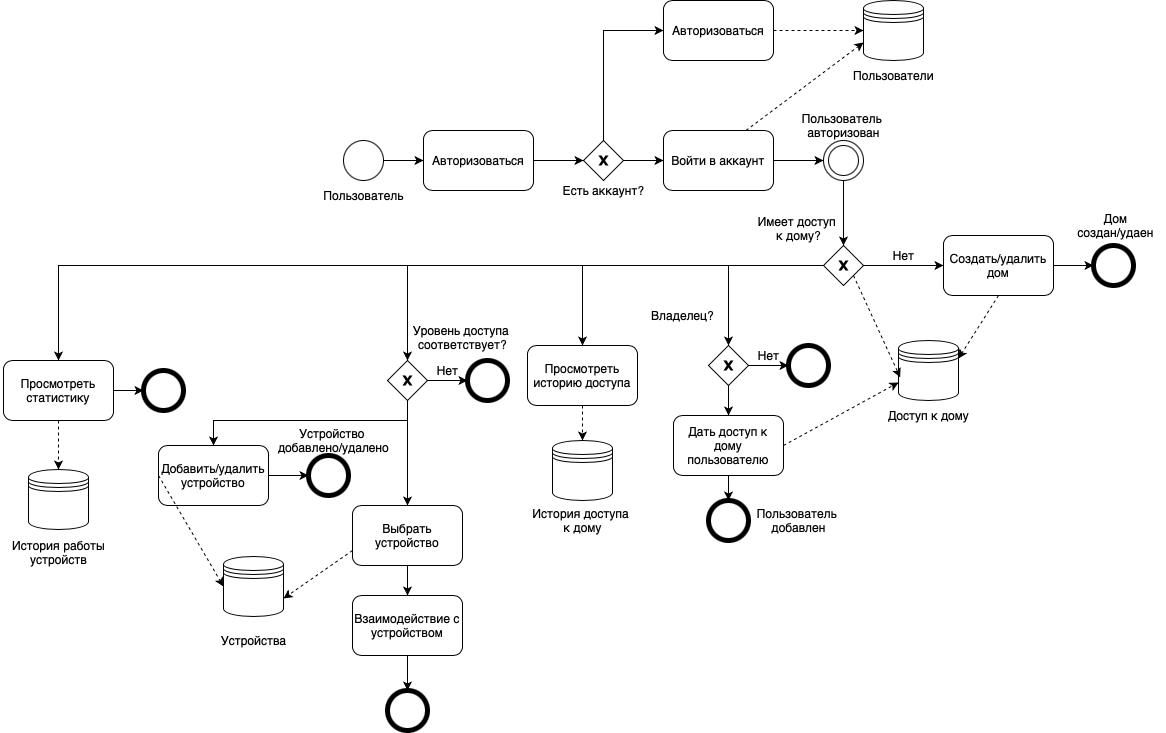 Авторизоваться
Пользователи
Пользователь
авторизован
Авторизоваться
X
Войти в аккаунт
Есть аккаунт?
Пользователь
Имеет доступ
к дому?
Дом
создан/удаен
X
Нет
Создать/удалить
дом
Владелец?
Уровень доступа
соответствует?
Просмотреть
статистику
X
Нет
Просмотреть
историю доступа
X
Нет
Доступ к дому
Устройство
добавлено/удалено
Дать доступ к
дому
пользователю
Добавить/удалить
устройство
История доступа
к дому
Пользователь
добавлен
Выбрать
устройство
История работы
устройств
Взаимодействие с
устройством
Устройства